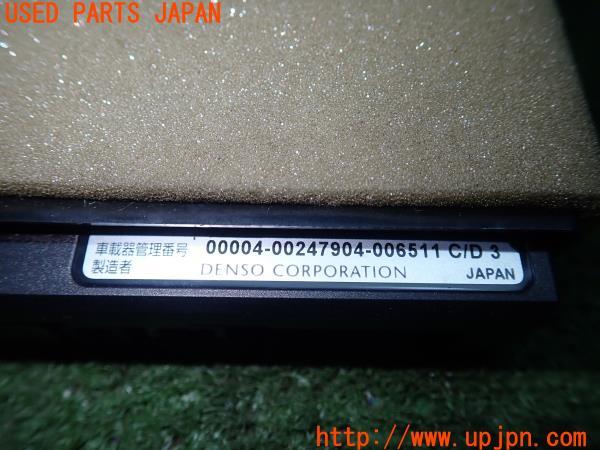 USED PARTS JAPAN
車載器管理番号 00004-00247904-006511 C/D 3
製造者 DENSO CORPORATION JAPAN
http://www.upjpn.com